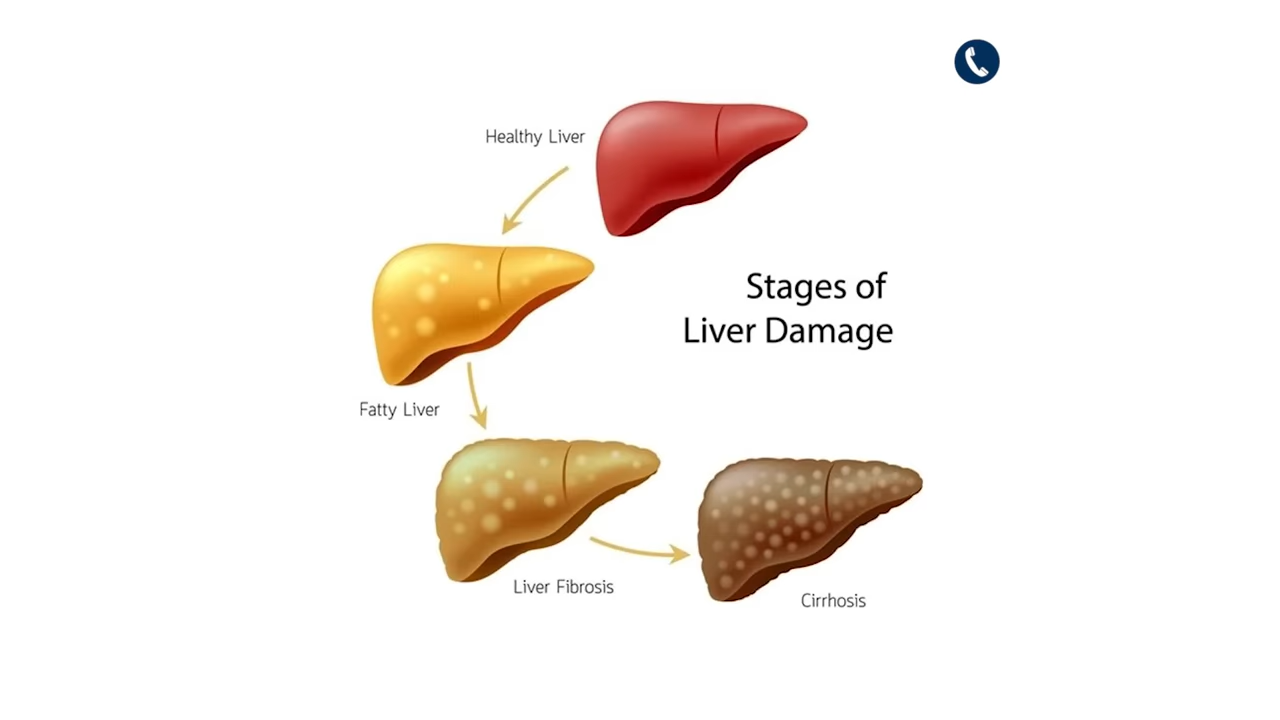 Healthy Liver
Stages of
Liver Damage
Fatty Liver
Liver Fibrosis
Cirrhosis